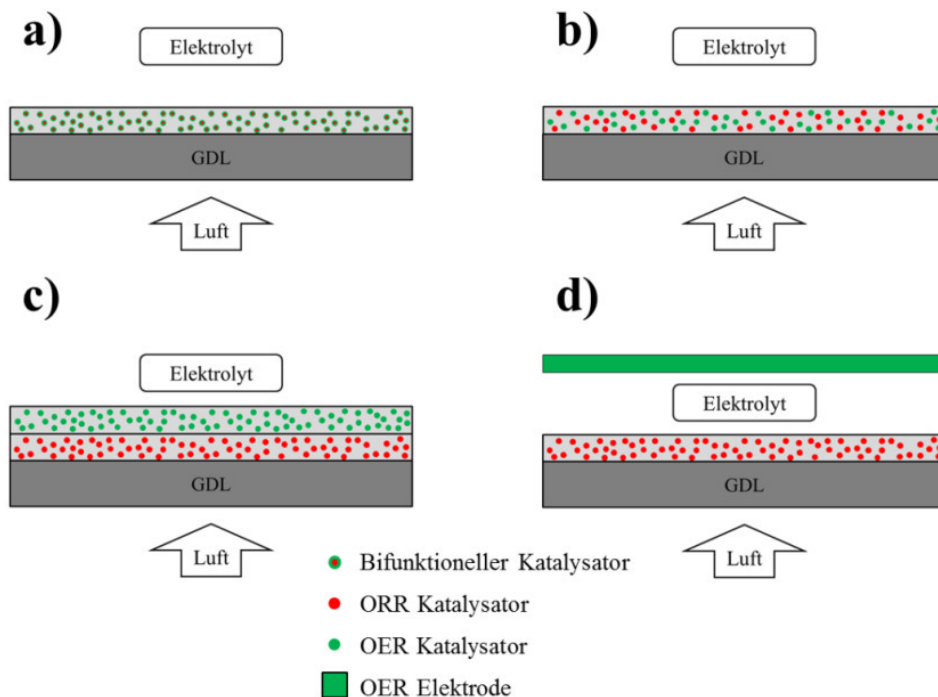 a)
Elektrolyt
GDL
Luft
b)
Elektrolyt
GDL
Luft
c)
Elektrolyt
GDL
Luft
d)
Elektrolyt
GDL
Luft
Bifunktioneller Katalysator
ORR Katalysator
OER Katalysator
OER Elektrode